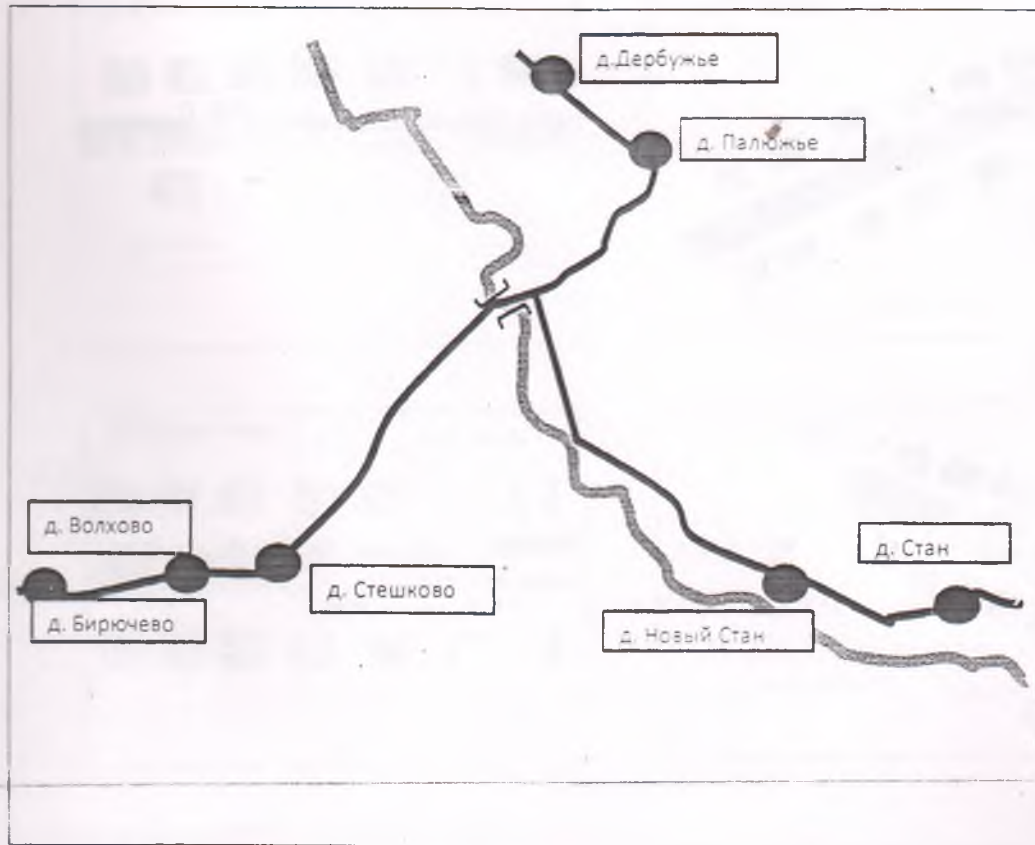 д.Дербужье
д. Палюжье
д. Волхово
д. Стан
д. Стешково
д. Бирючево
д. Новый Стан